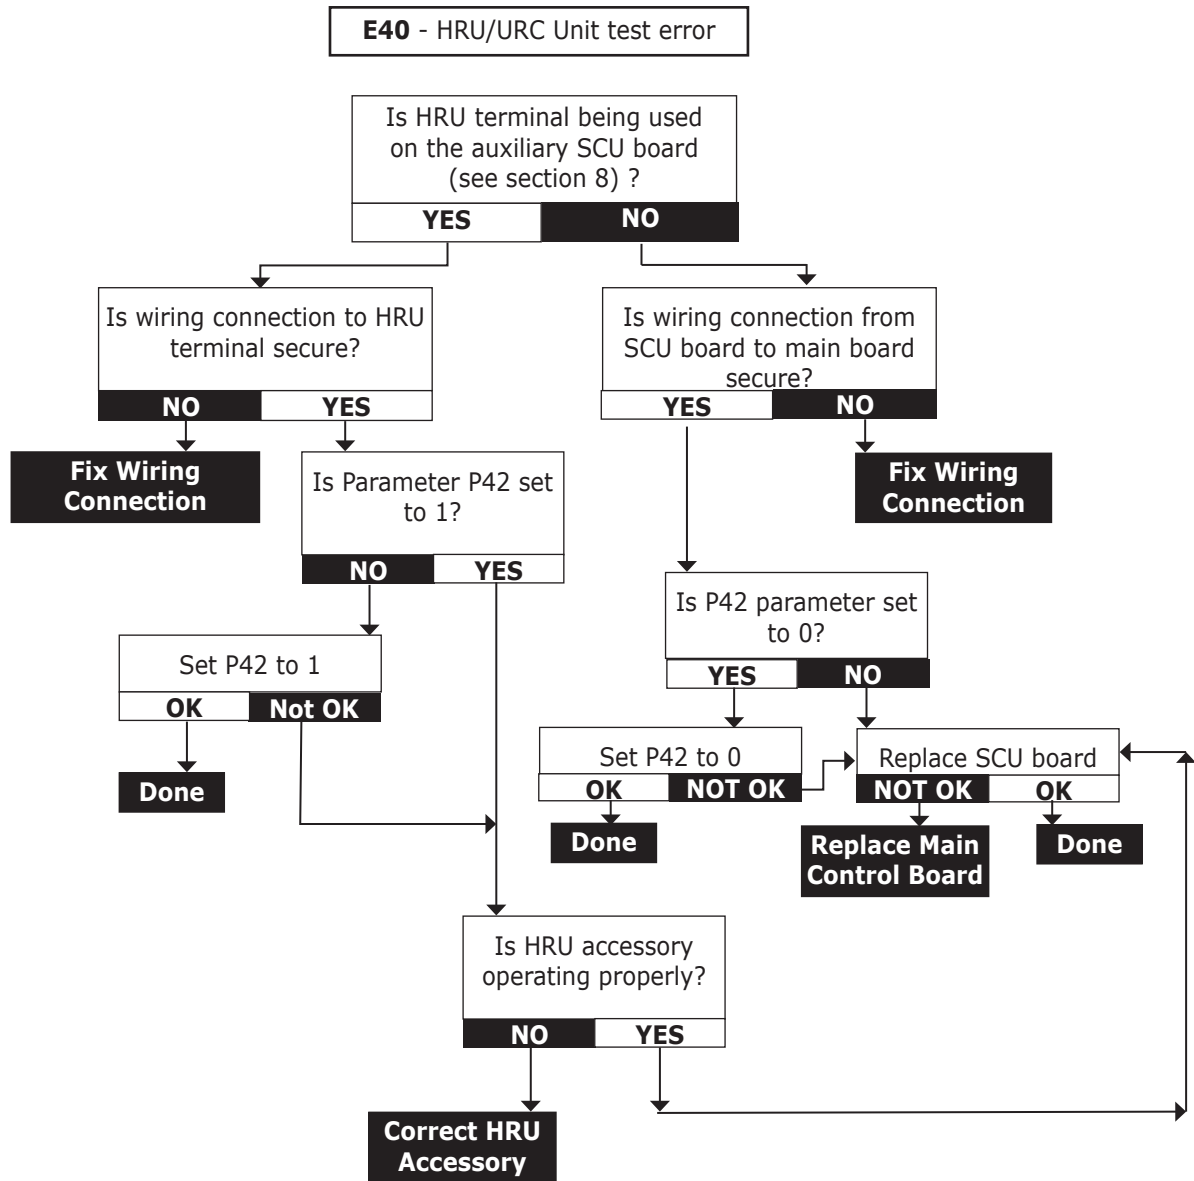 E40 - HRU/URC Unit test error
Is HRU terminal being used
on the auxiliary SCU board
(see section 8) ?
YES
NO
Is wiring connection to HRU
terminal secure?
NO
YES
Is wiring connection from
SCU board to main board
secure?
YES
NO
Fix Wiring
Connection
Is Parameter P42 set
to 1?
NO
YES
Fix Wiring
Connection
Is P42 parameter set
to 0?
YES
NO
Set P42 to 1
OK
Not OK
Done
Set P42 to 0
OK
NOT OK
Done
Replace SCU board
NOT OK
OK
Replace Main
Control Board
Done
Is HRU accessory
operating properly?
NO
YES
Correct HRU
Accessory